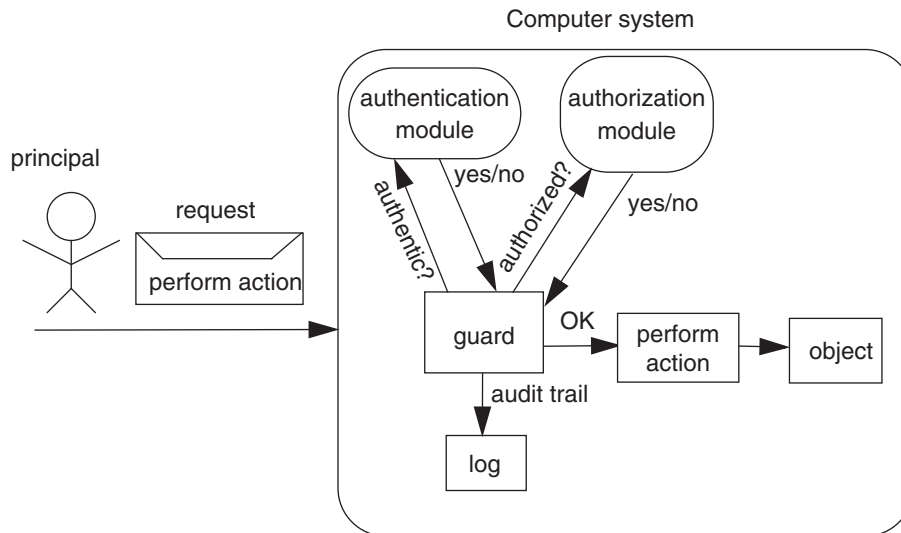 Computer system
authentication
module
authorization
module
principal
request
perform action
authentic?
yes/no
authorized?
yes/no
guard
OK
perform
action
object
audit trail
log